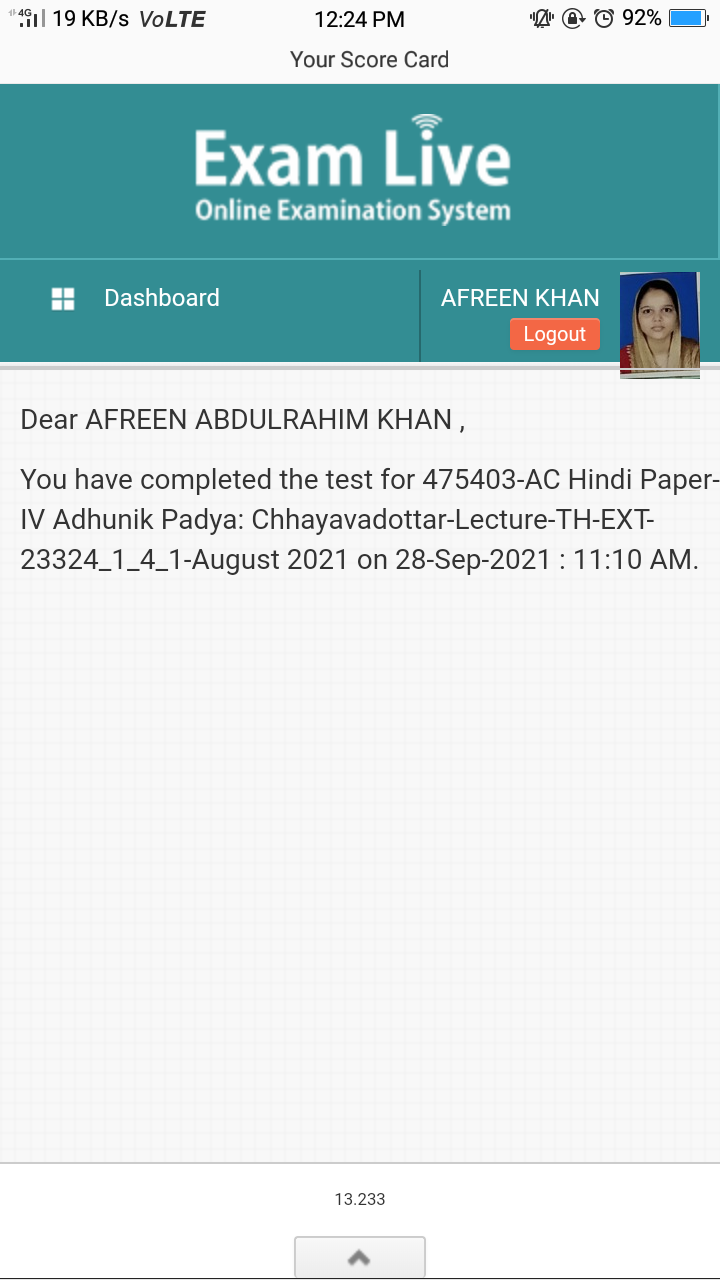 4G 19 KB/s VoLTE 12:24 PM 92%
Your Score Card
Exam Live
Online Examination System
Dashboard
AFREEN KHAN
Logout
Dear AFREEN ABDULRAHIM KHAN ,
You have completed the test for 475403-AC Hindi Paper-
IV Adhunik Padya: Chhayavadottar-Lecture-TH-EXT-
23324_1_4_1-August 2021 on 28-Sep-2021 : 11:10 AM.
13.233